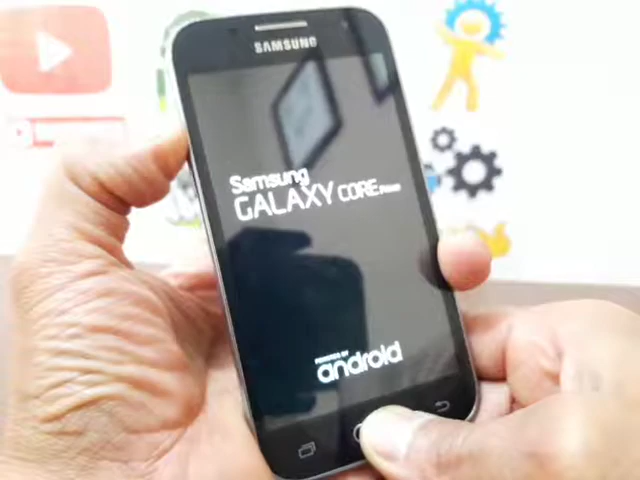 SAMSUNG
Samsung
GALAXY CORE
POWERED BY
android